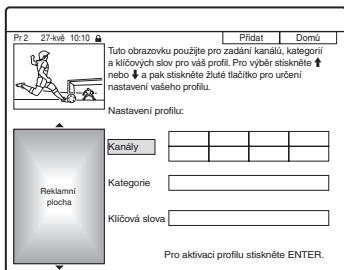 Pr 2 27-kvě 10:10
Přidat
Domů
Tuto obrazovku použijte pro zadání kanálů, kategorií
a klíčových slov pro váš profil. Pro výběr stiskněte
nebo a pak stiskněte žluté tlačítko pro určení
nastavení vašeho profilu.
Nastavení profilu:
Kanály
Kategorie
Klíčová slova
Reklamní
plocha
Pro aktivaci profilu stiskněte ENTER.